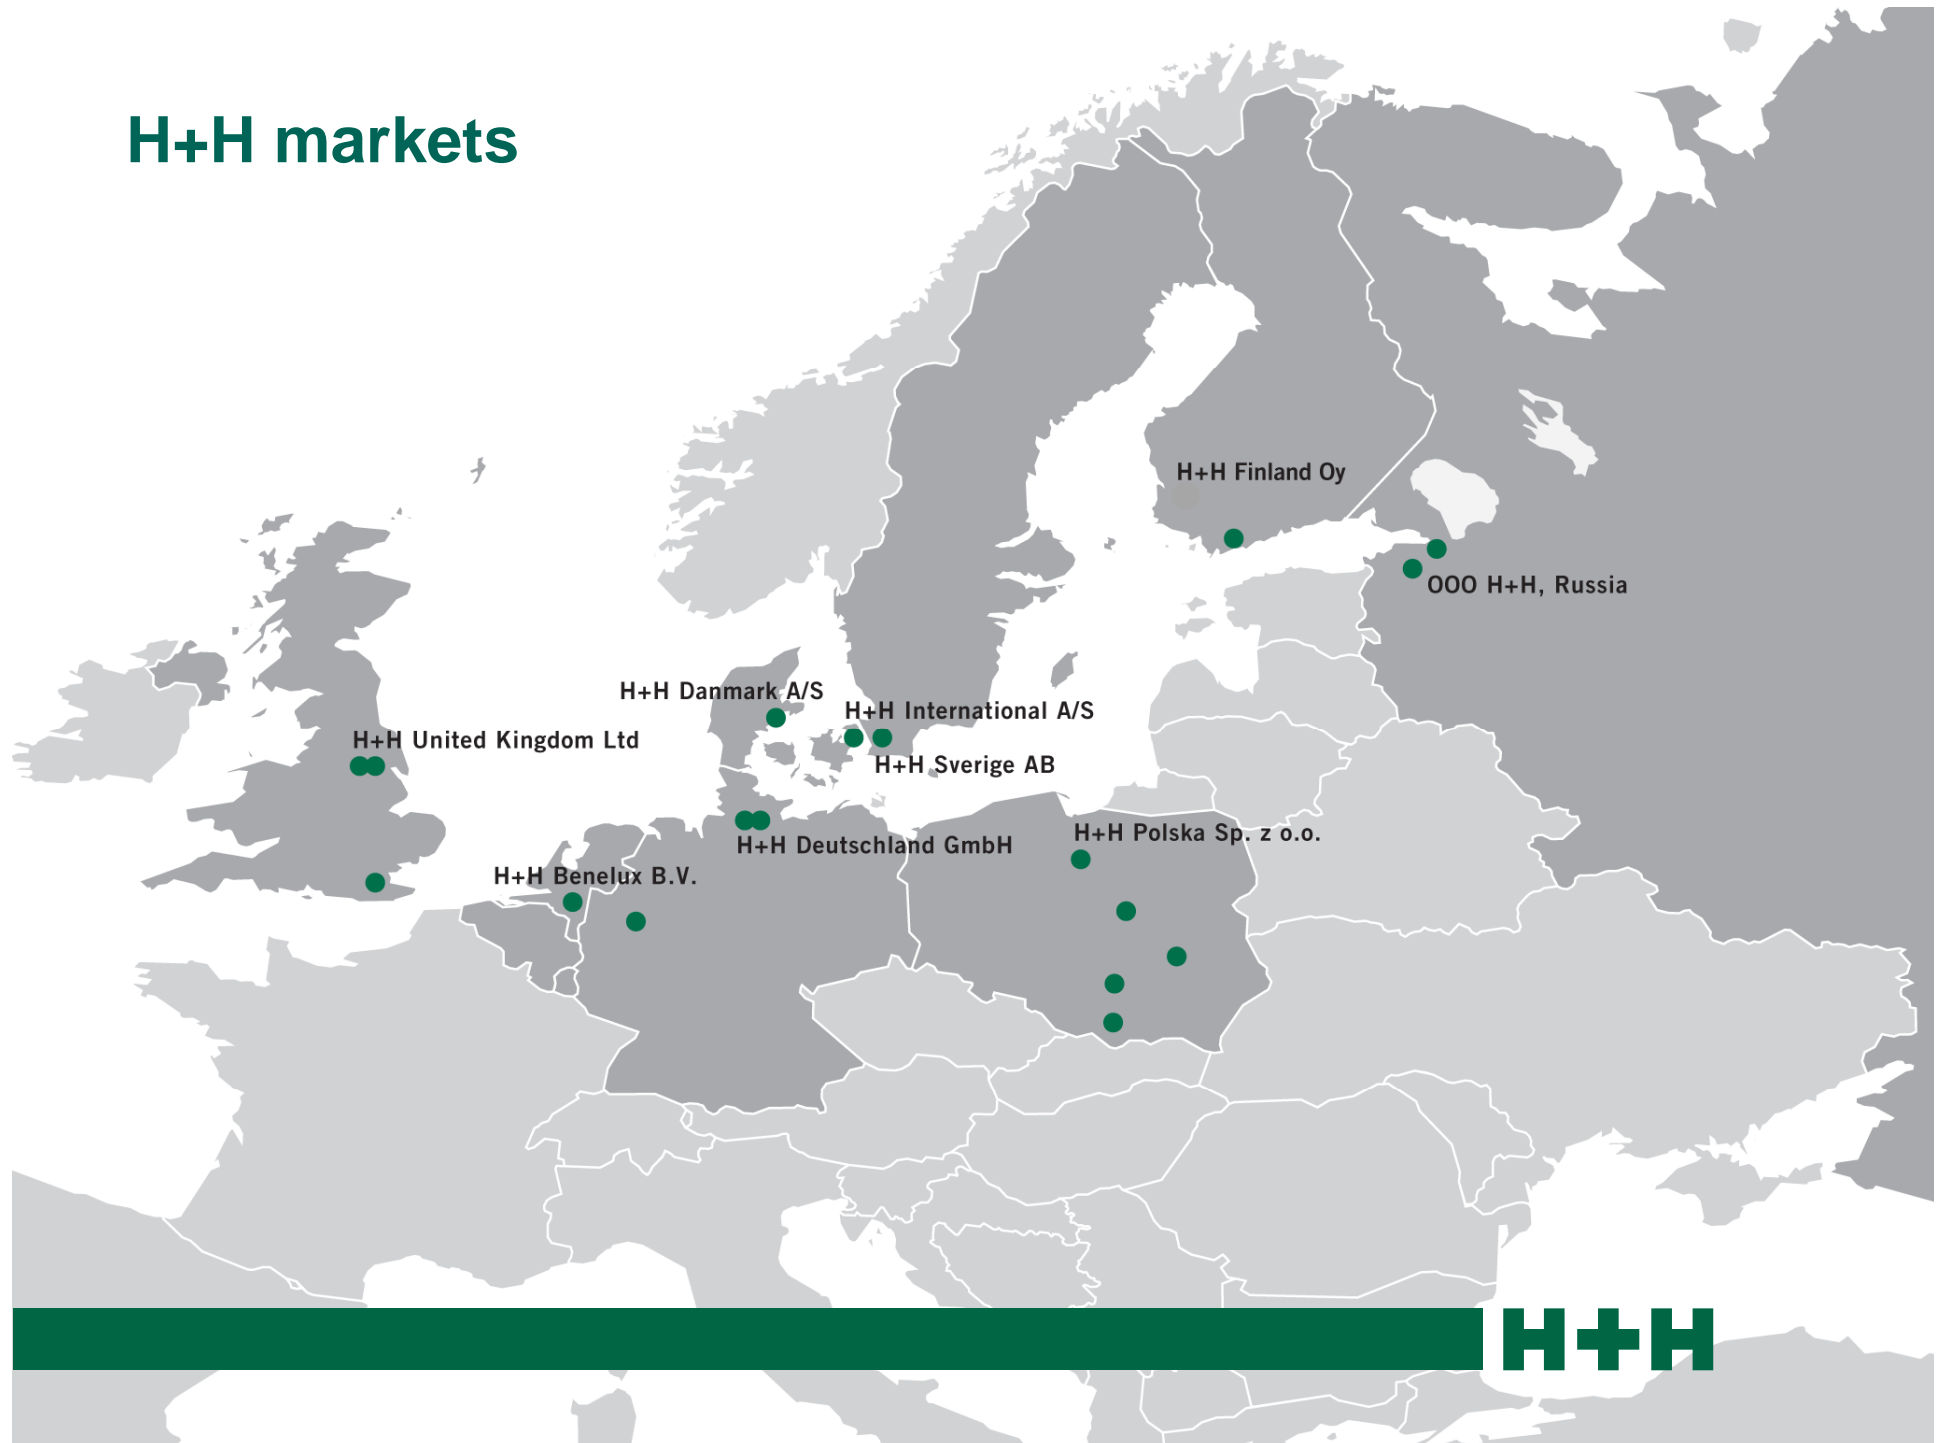 H+H markets
H+H Finland Oy
OOO H+H, Russia
H+H Danmark A/S
H+H International A/S
H+H United Kingdom Ltd
H+H Sverige AB
H+H Polska Sp. z o.o.
H+H Deutschland GmbH
H+H Benelux B.V.
H+H